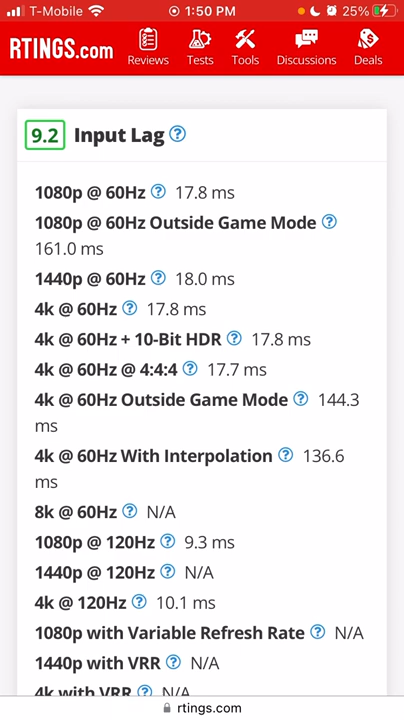 T-Mobile 1:50 PM 25%
RTINGS.com
Reviews Tests Tools Discussions Deals
9.2 Input Lag ?
1080p @ 60Hz ? 17.8 ms
1080p @ 60Hz Outside Game Mode ?
161.0 ms
1440p @ 60Hz ? 18.0 ms
4k @ 60Hz ? 17.8 ms
4k @ 60Hz + 10-Bit HDR ? 17.8 ms
4k @ 60Hz @ 4:4:4 ? 17.7 ms
4k @ 60Hz Outside Game Mode ? 144.3
ms
4k @ 60Hz With Interpolation ? 136.6
ms
8k @ 60Hz ? N/A
1080p @ 120Hz ? 9.3 ms
1440p @ 120Hz ? N/A
4k @ 120Hz ? 10.1 ms
1080p with Variable Refresh Rate ? N/A
1440p with VRR ? N/A
4k with VRR ? N/A
rtings.com